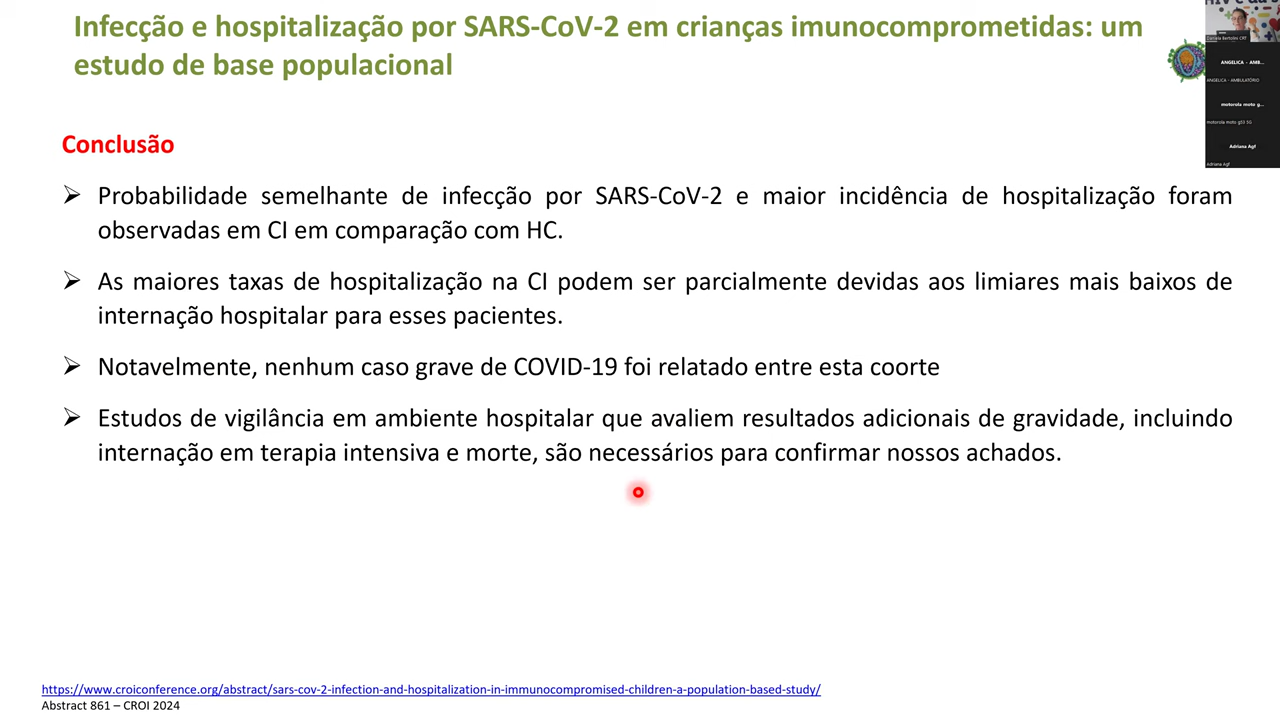 Infecção e hospitalização por SARS-CoV-2 em crianças imunocomprometidas: um
estudo de base populacional
Conclusão
Probabilidade semelhante de infecção por SARS-CoV-2 e maior incidência de hospitalização foram
observadas em CI em comparação com HC.
As maiores taxas de hospitalização na CI podem ser parcialmente devidas aos limiares mais baixos de
internação hospitalar para esses pacientes.
Notavelmente, nenhum caso grave de COVID-19 foi relatado entre esta coorte
Estudos de vigilância em ambiente hospitalar que avaliem resultados adicionais de gravidade, incluindo
internação em terapia intensiva e morte, são necessários para confirmar nossos achados.
https://www.croiconference.org/abstract/sars-cov-2-infection-and-hospitalization-in-immunocompromised-children-a-population-based-study/
Abstract 861 – CROI 2024
Daniela Bertolini CRT
ANGELICA - AMB...
ANGELICA - AMBULATÓRIO
motorola moto g...
motorola moto g53 5G
Adriana Agf
Adriana Agf